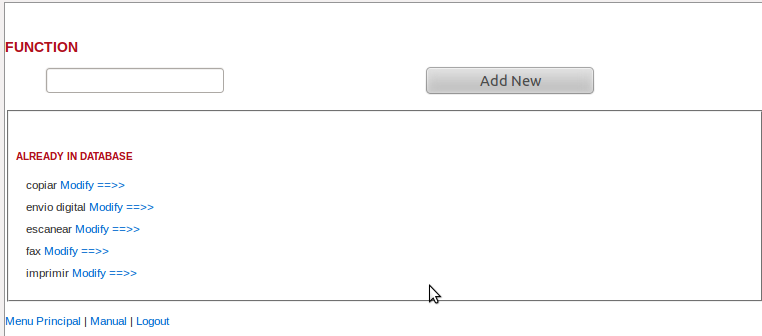 FUNCTION
Add New
ALREADY IN DATABASE
copiar Modify ==>>
envio digital Modify ==>>
escanear Modify ==>>
fax Modify ==>>
imprimir Modify ==>>
Menu Principal | Manual | Logout